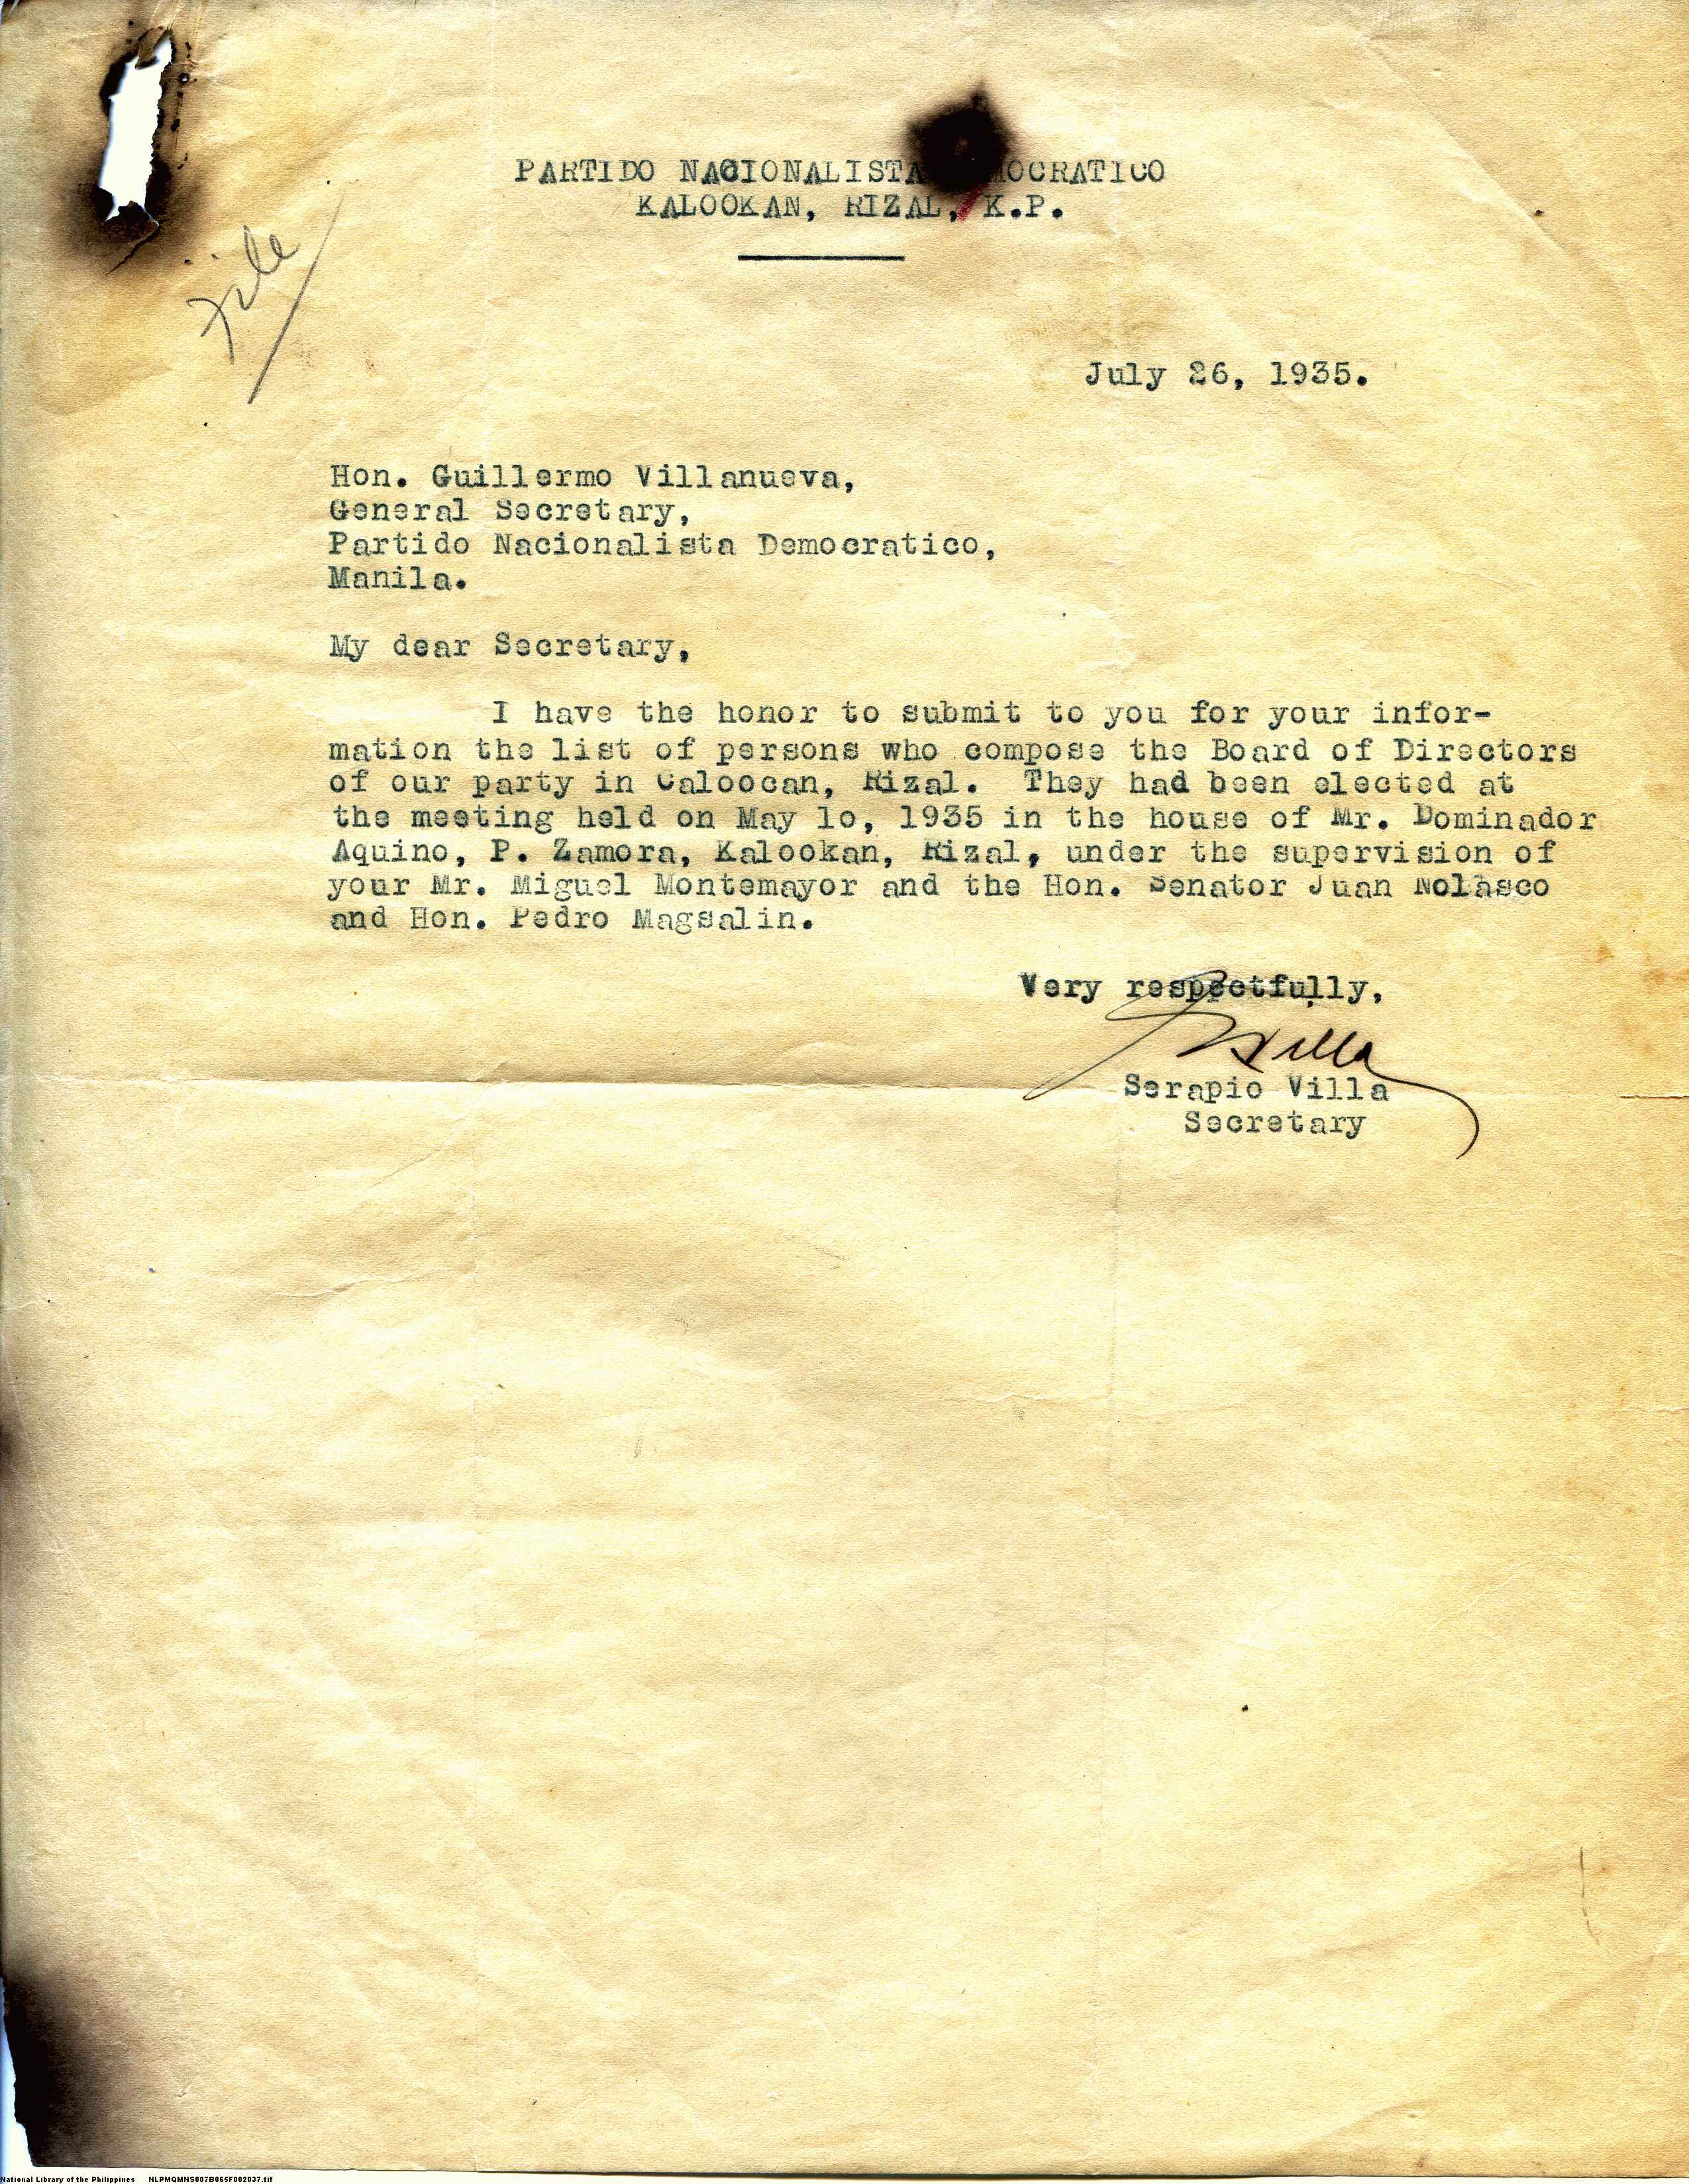 PARTIDO NACIONALISTA MOCRATICO
KALOOKAN, RIZAL, K.P.
file
July 26, 1935.
Hon. Guillermo Villanueva,
General Secretary,
Partido Nacionalista Democratico,
Manila.
My dear Secretary,
I have the honor to submit to you for your infor-
mation the list of persons who compose the Board of Directors
of our party in Caloocan, Rizal. They had been elected at
the meeting held on May 1o, 1935 in the house of Mr. Dominador
Aquino, P. Zamora, Kalookan, Rizal, under the supervision of
your Mr. Miguel Montemayor and the Hon. Senator Juan Nolasco
and Hon. Pedro Magsalin.
Very respectfully,
SVilla
Serapio Villa
Secretary
National Library of the Philippines NLPMQMNS007B065F002037.tif